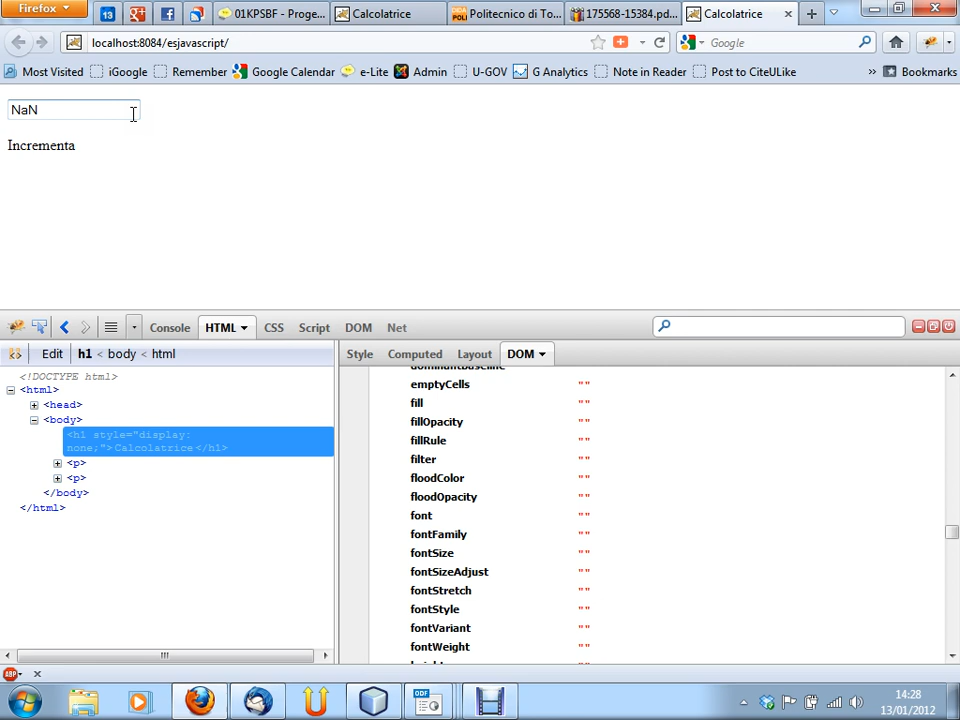 Firefox
13
01KPSBF - Proge...
Calcolatrice
Politecnico di To...
175568-15384.pd...
Calcolatrice
localhost:8084/esjavascript/
Google
Most Visited
iGoogle
Remember
Google Calendar
e-Lite
Admin
U-GOV
G Analytics
Note in Reader
Post to CiteULike
»
Bookmarks
NaN
Incrementa
Console
HTML
CSS
Script
DOM
Net
Edit
h1 < body < html
Style
Computed
Layout
DOM
<!DOCTYPE html>
<html>
<head>
<body>
<h1 style="display:
none;">Calcolatrice</h1>
<p>
<p>
</body>
</html>
dominantBaseline
emptyCells ""
fill ""
fillOpacity ""
fillRule ""
filter ""
floodColor ""
floodOpacity ""
font ""
fontFamily ""
fontSize ""
fontSizeAdjust ""
fontStretch ""
fontStyle ""
fontVariant ""
fontWeight ""
ABP
ODF
14:28
13/01/2012